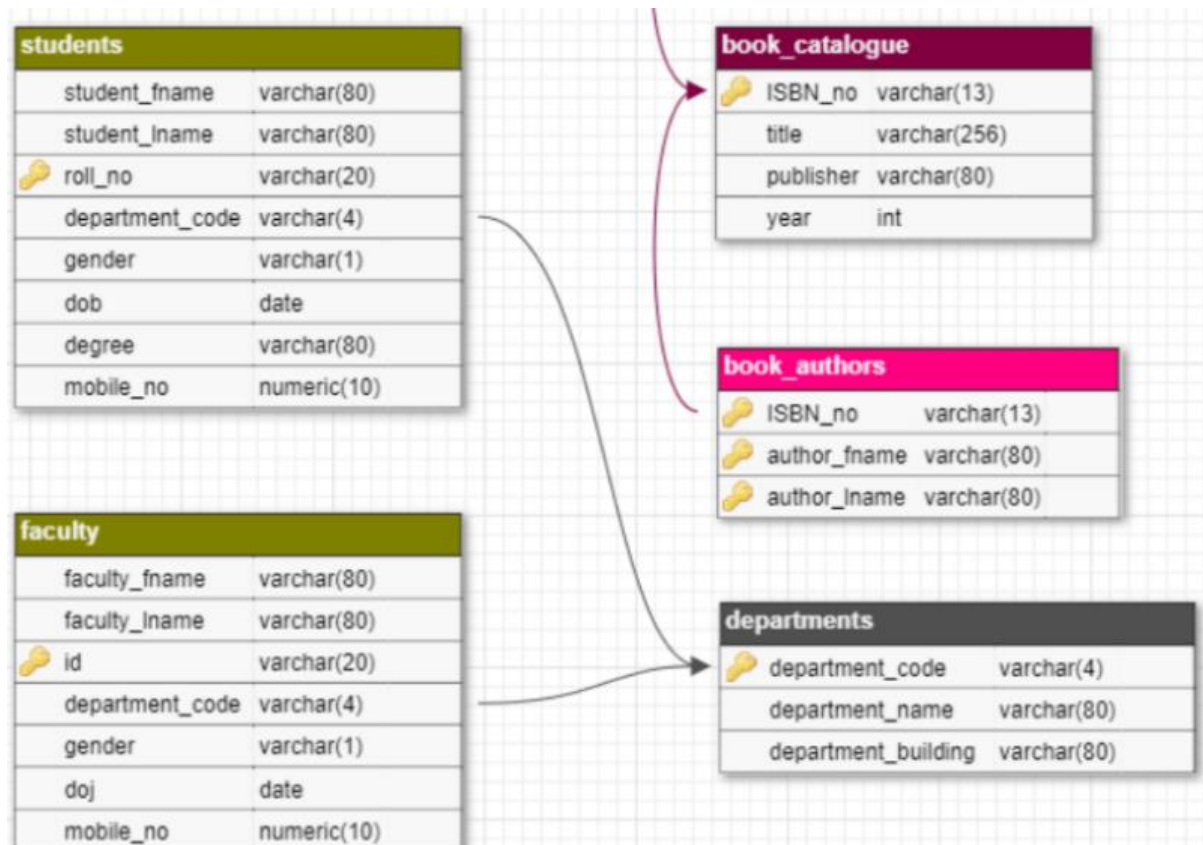 students
student_fname varchar(80)
student_lname varchar(80)
roll_no varchar(20)
department_code varchar(4)
gender varchar(1)
dob date
degree varchar(80)
mobile_no numeric(10)
faculty
faculty_fname varchar(80)
faculty_lname varchar(80)
id varchar(20)
department_code varchar(4)
gender varchar(1)
doj date
mobile_no numeric(10)
book_catalogue
ISBN_no varchar(13)
title varchar(256)
publisher varchar(80)
year int
book_authors
ISBN_no varchar(13)
author_fname varchar(80)
author_lname varchar(80)
departments
department_code varchar(4)
department_name varchar(80)
department_building varchar(80)